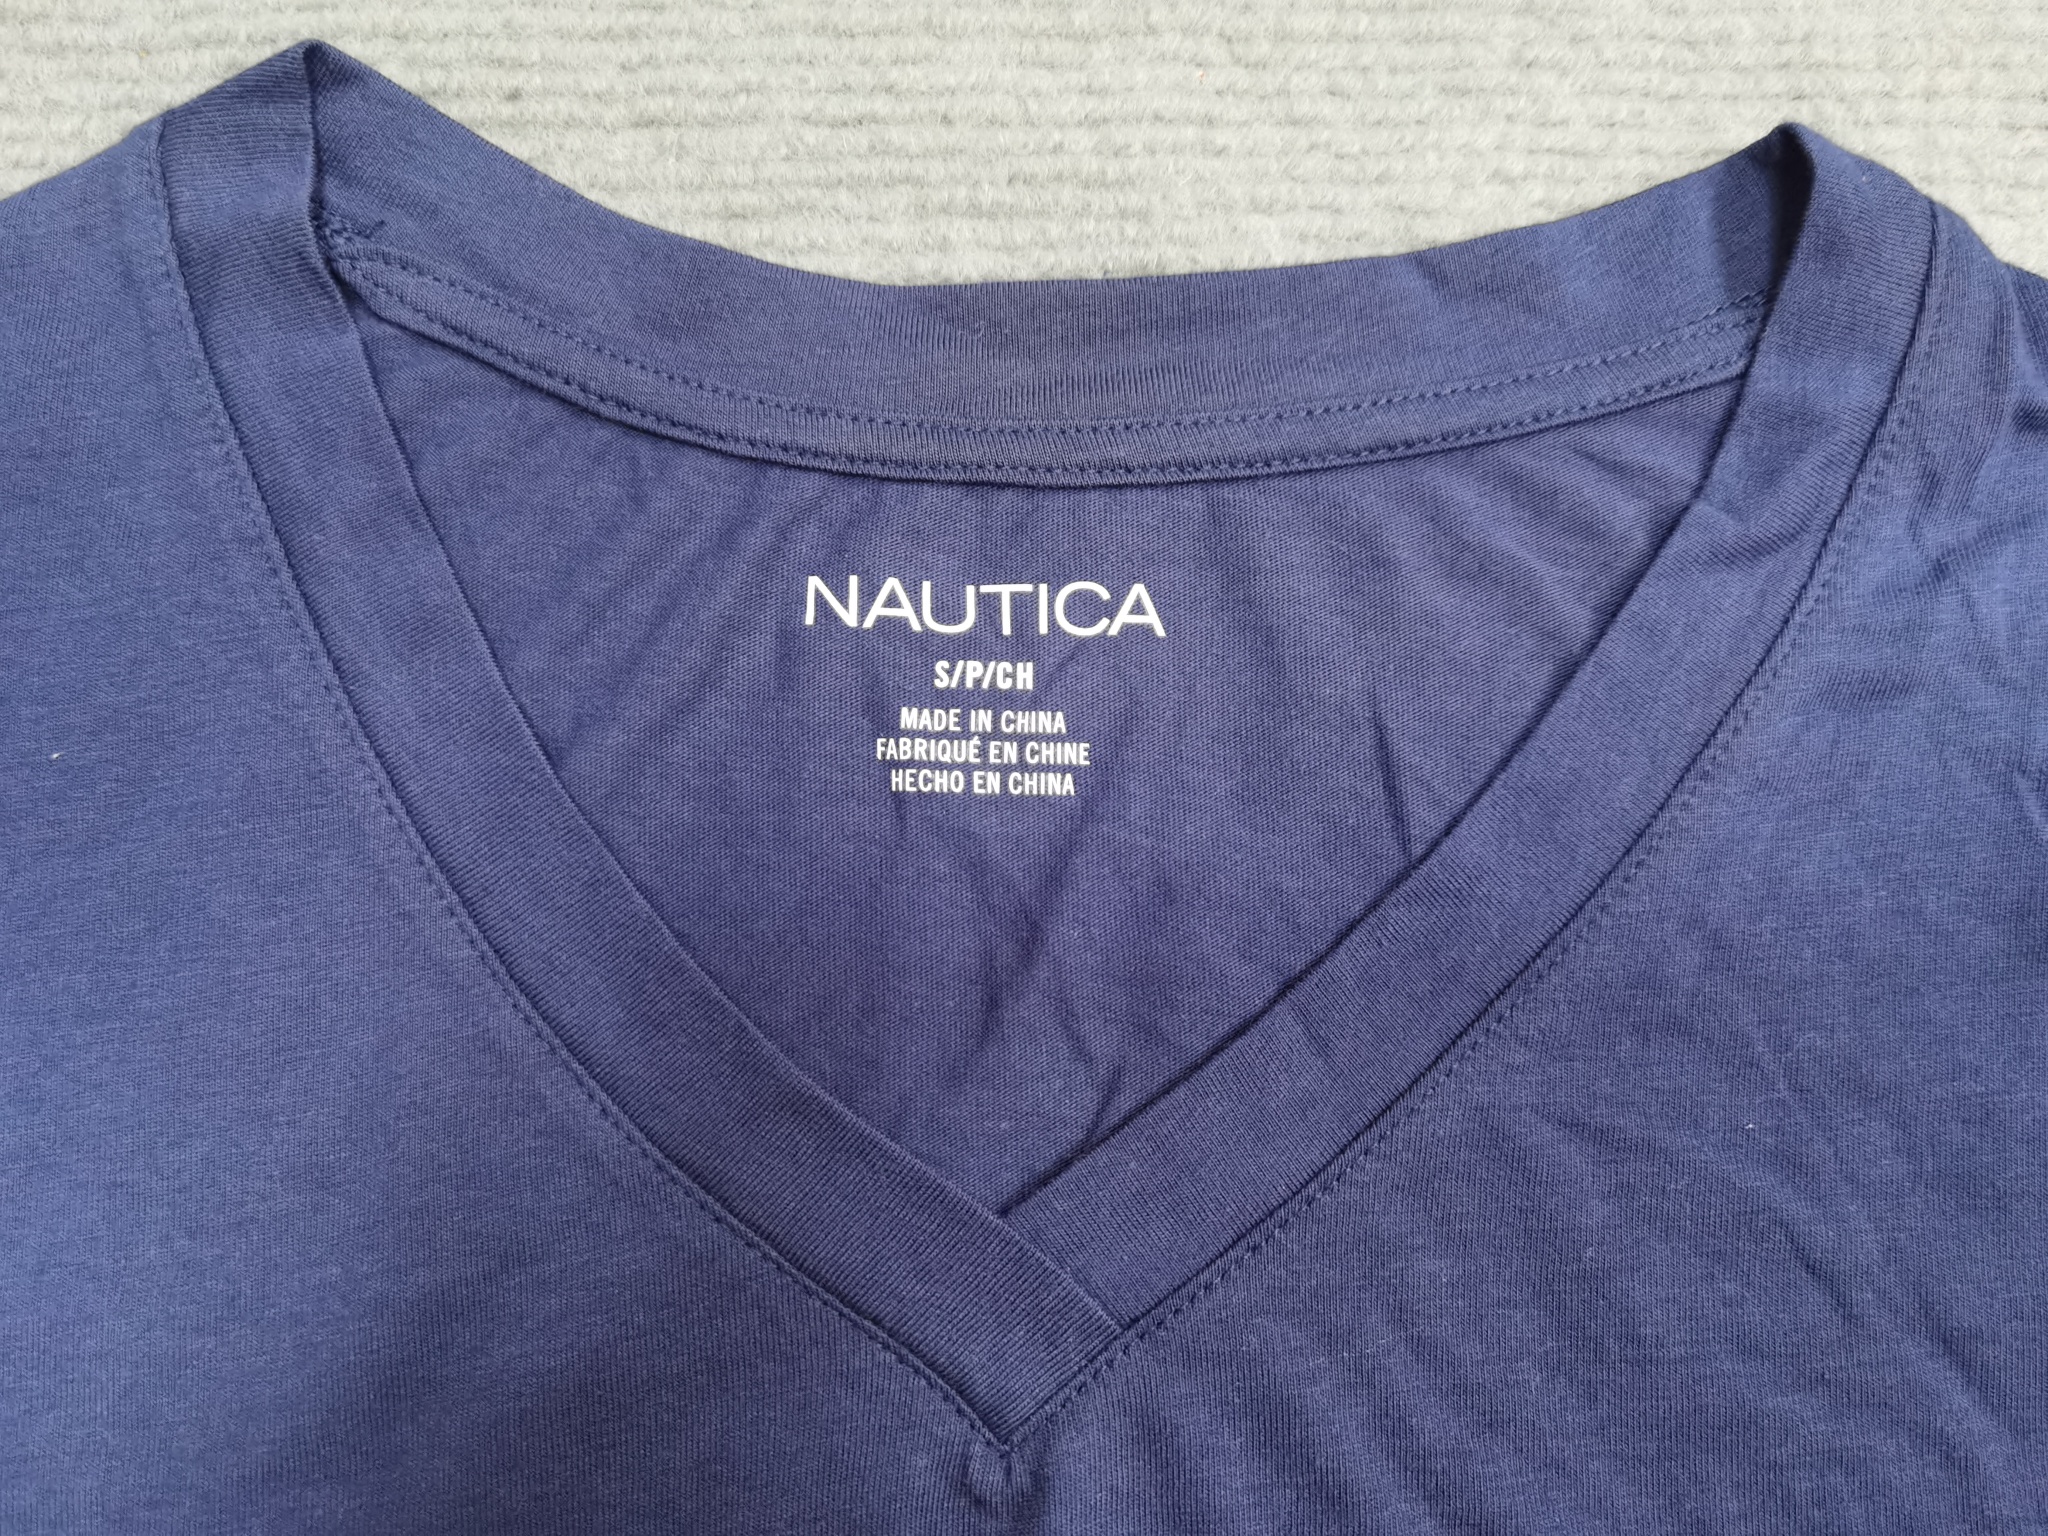 NAUTICA
S/P/CH
MADE IN CHINA
FABRIQUÉ EN CHINE
HECHO EN CHINA